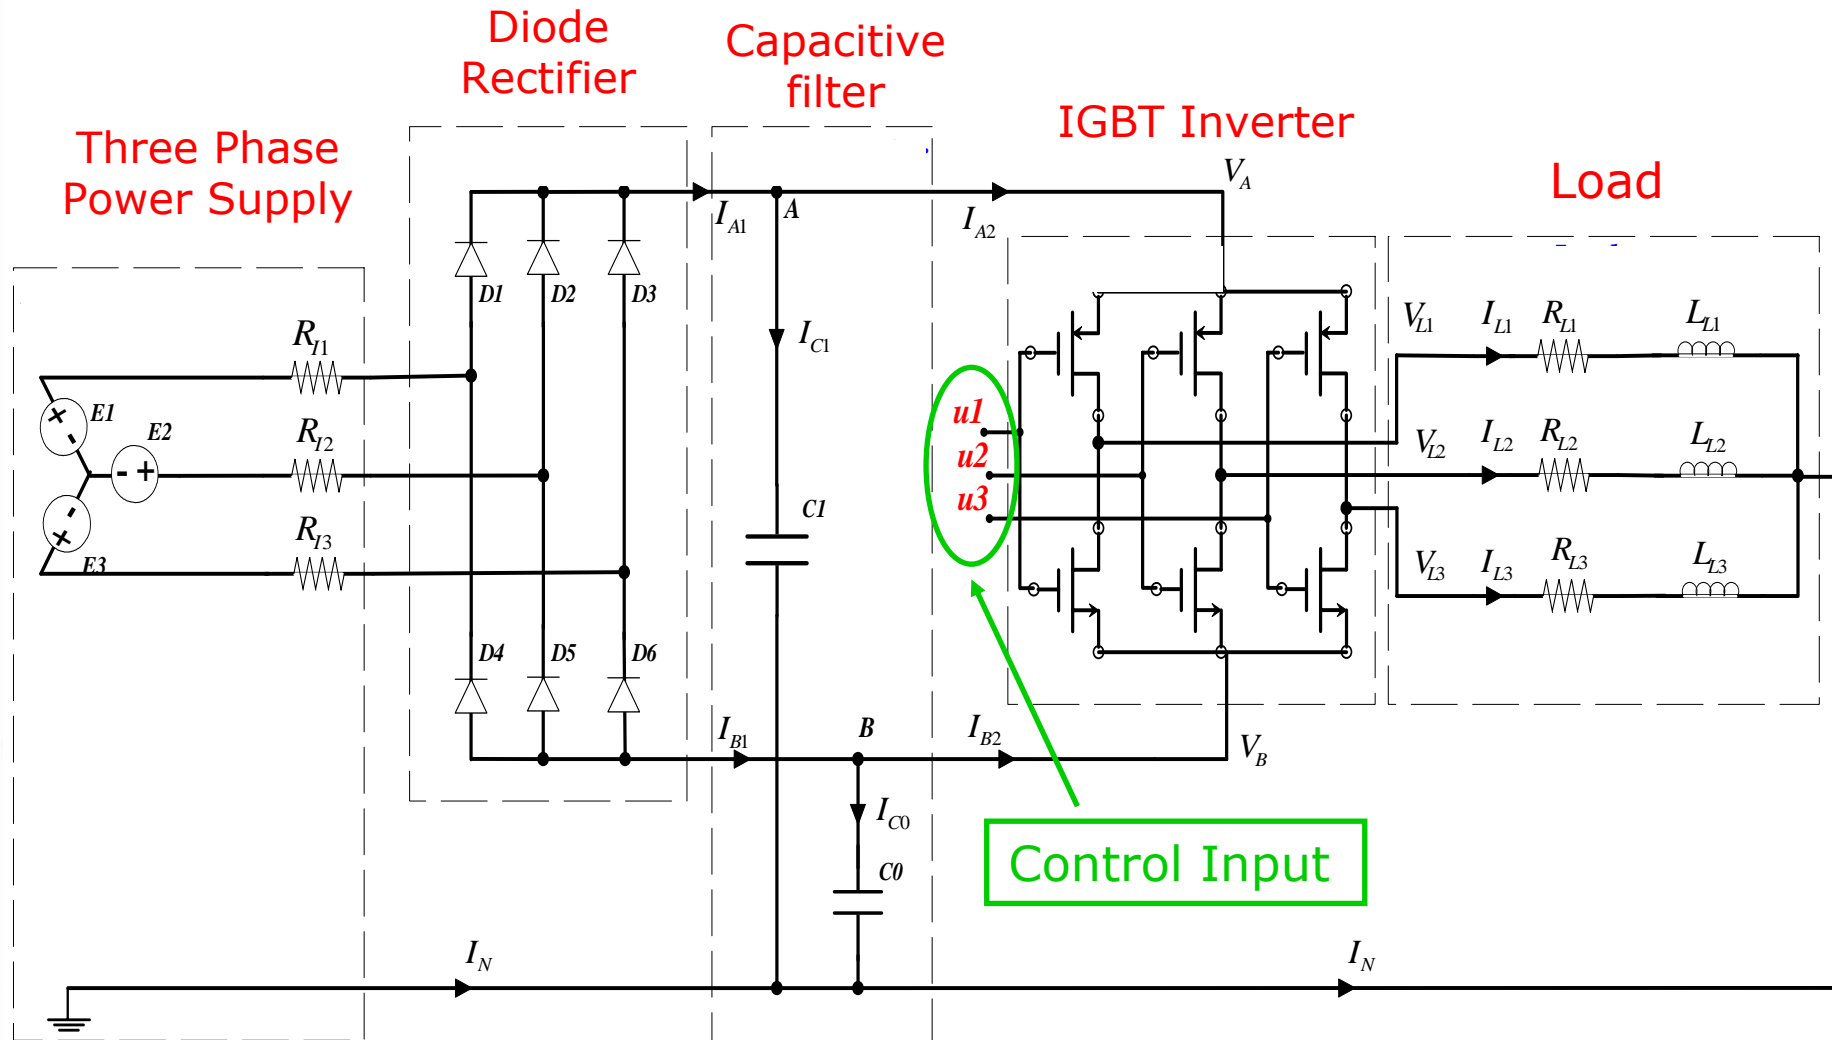 Diode
Rectifier
Capacitive
filter
IGBT Inverter
Three Phase
Power Supply
Load
V_A
I_A1
A
I_A2
D1
D2
D3
R_I1
I_C1
V_L1
I_L1
R_L1
L_L1
+
-
E1
E2
- +
R_I2
u1
u2
u3
V_L2
I_L2
R_L2
L_L2
C1
-
+
E3
R_I3
V_L3
I_L3
R_L3
L_L3
D4
D5
D6
I_B1
B
I_B2
V_B
I_C0
C0
Control Input
I_N
I_N